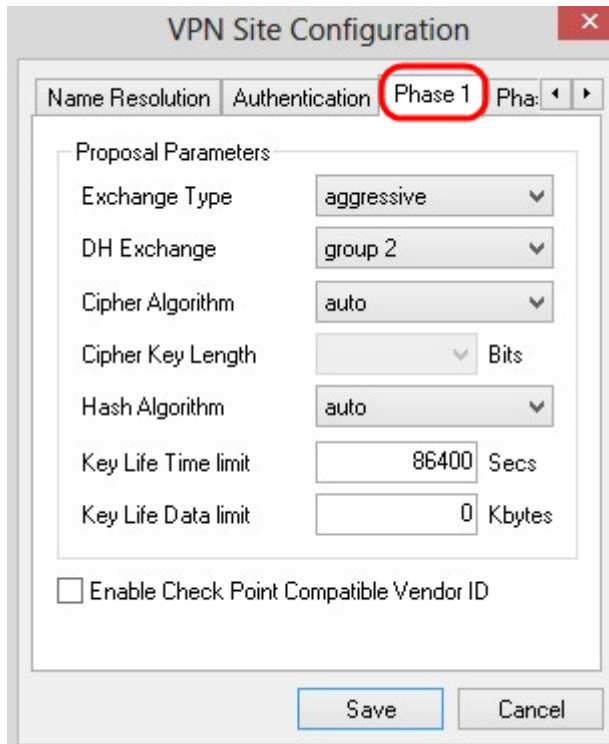 VPN Site Configuration
Name Resolution Authentication Phase 1 Pha
Proposal Parameters
Exchange Type aggressive
DH Exchange group 2
Cipher Algorithm auto
Cipher Key Length Bits
Hash Algorithm auto
Key Life Time limit 86400 Secs
Key Life Data limit 0 Kbytes
Enable Check Point Compatible Vendor ID
Save Cancel